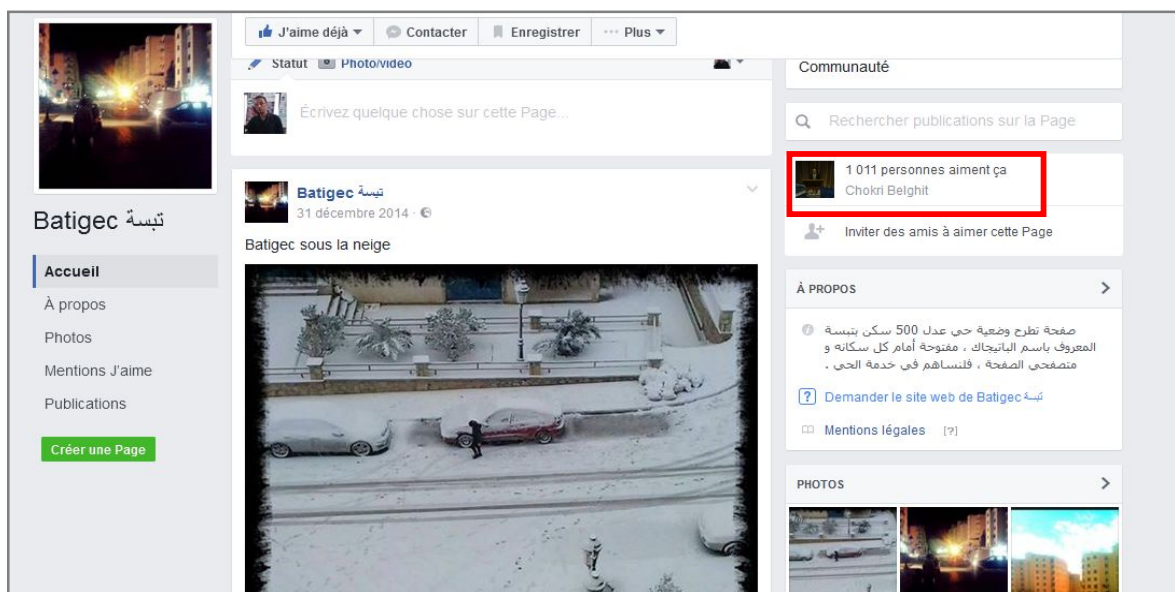 J'aime déjà
Contacter
Enregistrer
Plus
Statut Photo/vidéo
Écrivez quelque chose sur cette Page...
Batigec تبسة
31 décembre 2014
Batigec sous la neige
Batigec تبسة
Accueil
À propos
Photos
Mentions J'aime
Publications
Créer une Page
Communauté
Rechercher publications sur la Page
1 011 personnes aiment ça
Chokri Belghit
Inviter des amis à aimer cette Page
À PROPOS
صفحة تطرح وضعية حي عدل 500 سكن بتبسة
المعروف باسم الباتيجاك ، مفتوحة أمام كل سكانه و
متصفحي الصفحة ، فلنساهم في خدمة الحي .
Demander le site web de Batigec تبسة
Mentions légales [?]
PHOTOS